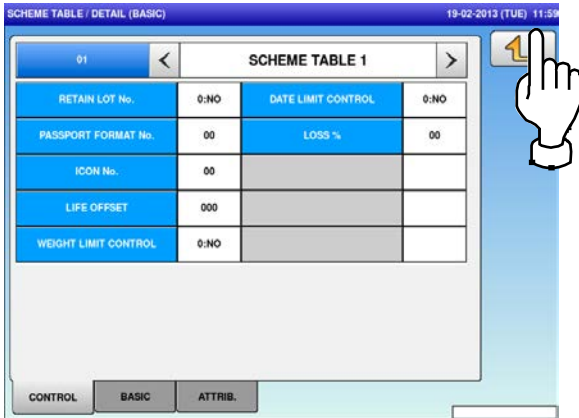 SCHEME TABLE / DETAIL (BASIC) 19-02-2013 (TUE) 11:59
01 < SCHEME TABLE 1 >
RETAIN LOT No. 0:NO DATE LIMIT CONTROL 0:NO
PASSPORT FORMAT No. 00 LOSS % 00
ICON No. 00
LIFE OFFSET 000
WEIGHT LIMIT CONTROL 0:NO
CONTROL BASIC ATTRIB.